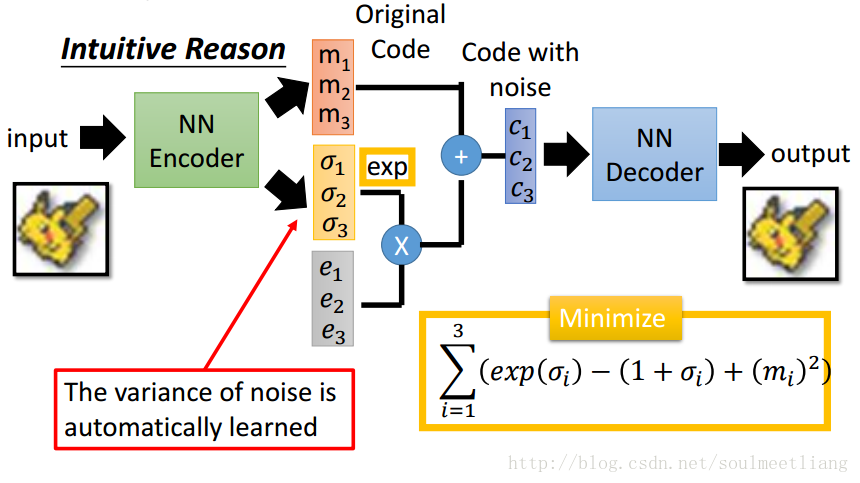 Intuitive Reason
Original
Code
Code with
noise
input
NN
Encoder
m₁
m₂
m₃
σ₁
σ₂
σ₃
exp
e₁
e₂
e₃
+
X
c₁
c₂
c₃
NN
Decoder
output
The variance of noise is
automatically learned
Minimize
3
∑(exp(σᵢ) − (1 + σᵢ) + (mᵢ)²)
i=1
http://blog.csdn.net/soulmeetliang